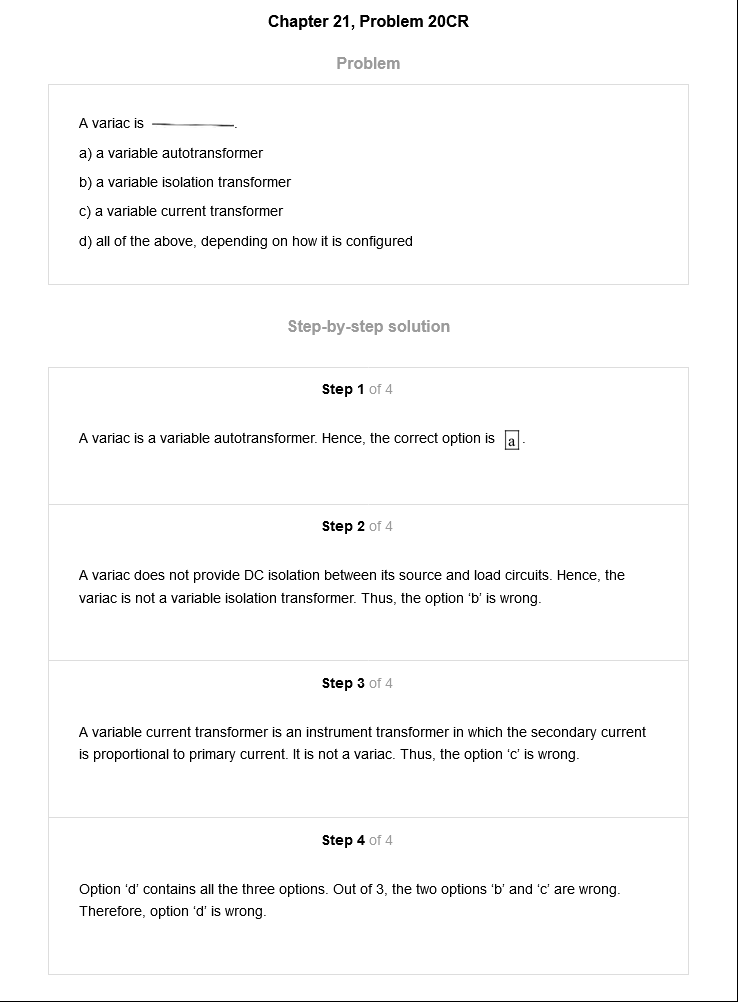 Chapter 21, Problem 20CR
Problem
A variac is ________.
a) a variable autotransformer
b) a variable isolation transformer
c) a variable current transformer
d) all of the above, depending on how it is configured
Step-by-step solution
Step 1 of 4
A variac is a variable autotransformer. Hence, the correct option is a.
Step 2 of 4
A variac does not provide DC isolation between its source and load circuits. Hence, the
variac is not a variable isolation transformer. Thus, the option ‘b’ is wrong.
Step 3 of 4
A variable current transformer is an instrument transformer in which the secondary current
is proportional to primary current. It is not a variac. Thus, the option ‘c’ is wrong.
Step 4 of 4
Option ‘d’ contains all the three options. Out of 3, the two options ‘b’ and ‘c’ are wrong.
Therefore, option ‘d’ is wrong.